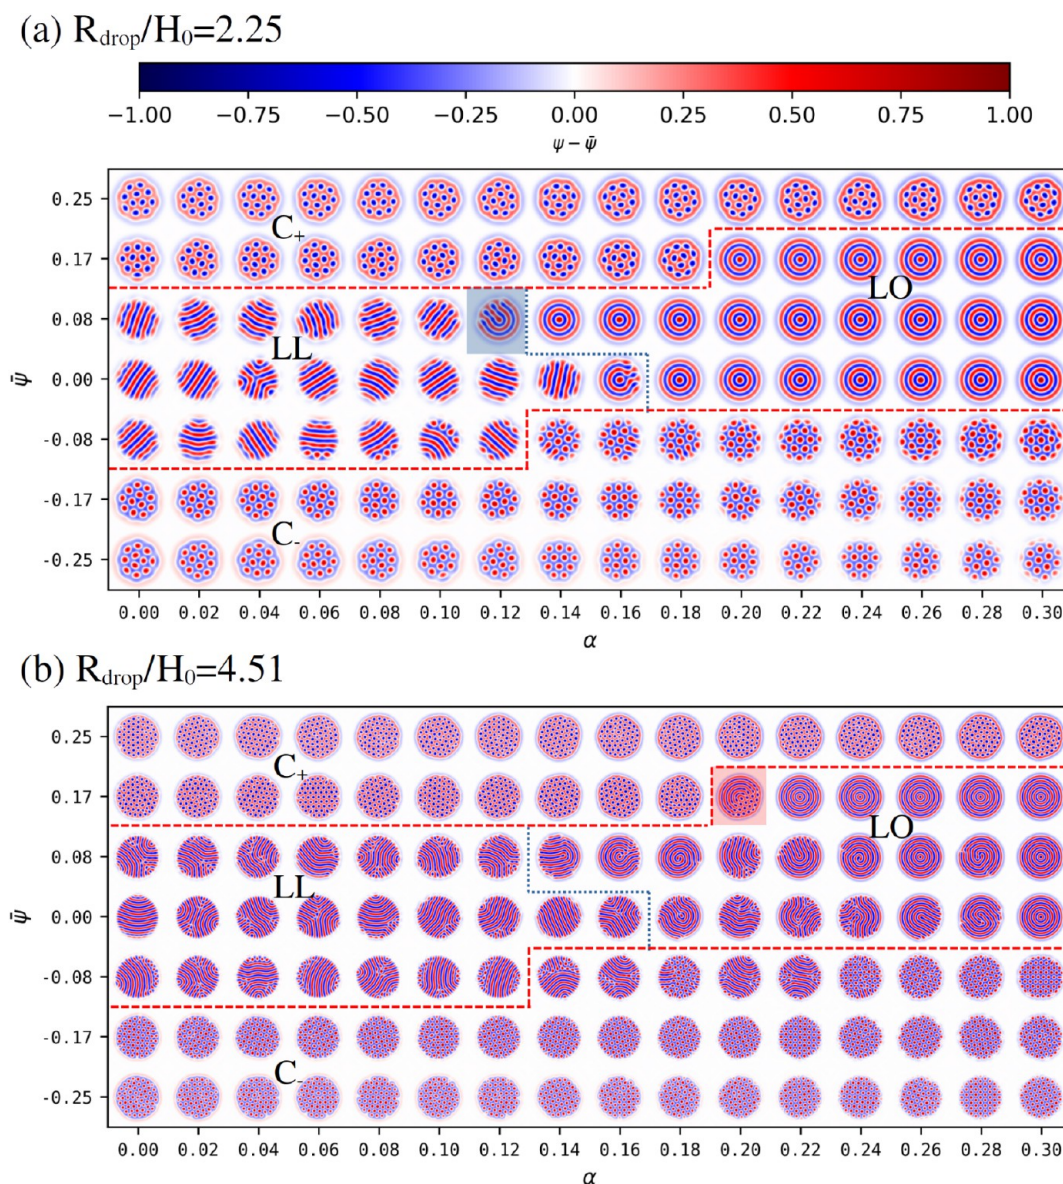 (a) R_drop/H_0=2.25
−1.00 −0.75 −0.50 −0.25 0.00 0.25 0.50 0.75 1.00
ψ − ψ̄
0.25
C_+
0.17
LO
0.08
LL
ψ̄ 0.00
-0.08
-0.17
C_-
-0.25
0.00 0.02 0.04 0.06 0.08 0.10 0.12 0.14 0.16 0.18 0.20 0.22 0.24 0.26 0.28 0.30
α
(b) R_drop/H_0=4.51
0.25
C_+
0.17
LO
0.08
LL
ψ̄ 0.00
-0.08
-0.17
C_-
-0.25
0.00 0.02 0.04 0.06 0.08 0.10 0.12 0.14 0.16 0.18 0.20 0.22 0.24 0.26 0.28 0.30
α